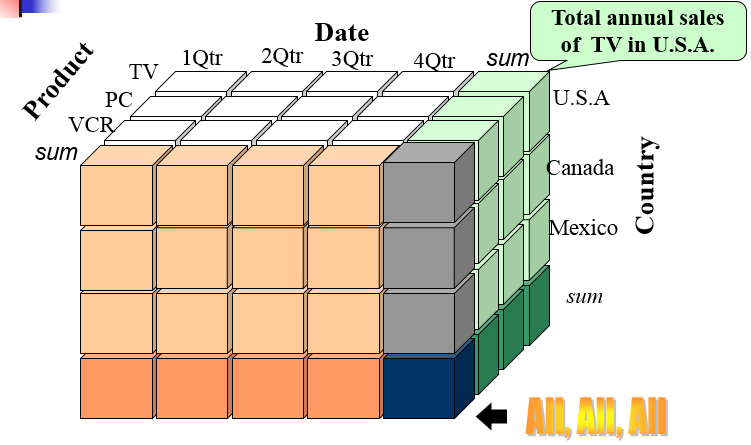 Total annual sales
of TV in U.S.A.
Date
1Qtr
2Qtr
3Qtr
4Qtr
sum
Product
TV
PC
VCR
sum
U.S.A
Canada
Mexico
sum
Country
All, All, All